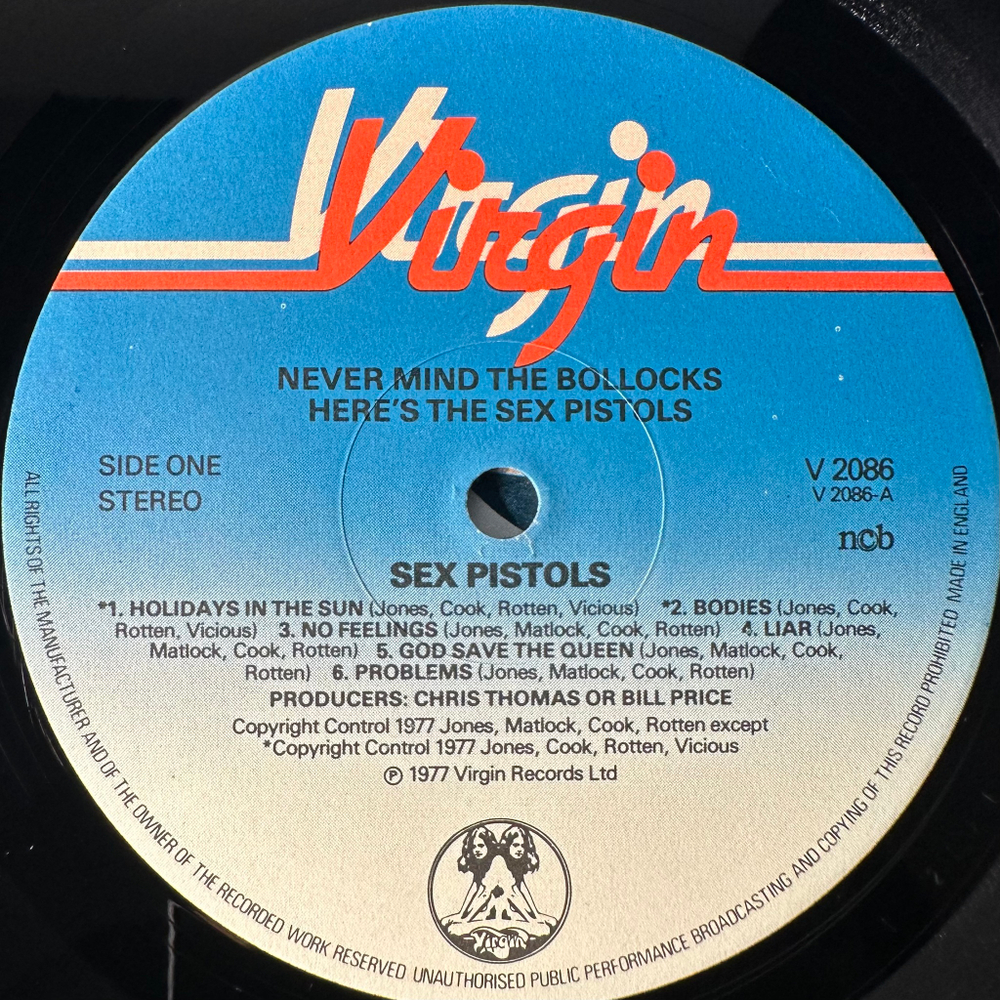 Virgin
Virgin
NEVER MIND THE BOLLOCKS
HERE'S THE SEX PISTOLS
SIDE ONE
STEREO
V 2086
V 2086-A
ncb
SEX PISTOLS
*1. HOLIDAYS IN THE SUN (Jones, Cook, Rotten, Vicious) *2. BODIES (Jones, Cook,
Rotten, Vicious) 3. NO FEELINGS (Jones, Matlock, Cook, Rotten) 4. LIAR (Jones,
Matlock, Cook, Rotten) 5. GOD SAVE THE QUEEN (Jones, Matlock, Cook,
Rotten) 6. PROBLEMS (Jones, Matlock, Cook, Rotten)
PRODUCERS: CHRIS THOMAS OR BILL PRICE
Copyright Control 1977 Jones, Matlock, Cook, Rotten except
*Copyright Control 1977 Jones, Cook, Rotten, Vicious
℗ 1977 Virgin Records Ltd
Virgin
ALL RIGHTS OF THE MANUFACTURER AND OF THE OWNER OF THE RECORDED WORK RESERVED UNAUTHORISED PUBLIC PERFORMANCE BROADCASTING AND COPYING OF THIS RECORD PROHIBITED MADE IN ENGLAND